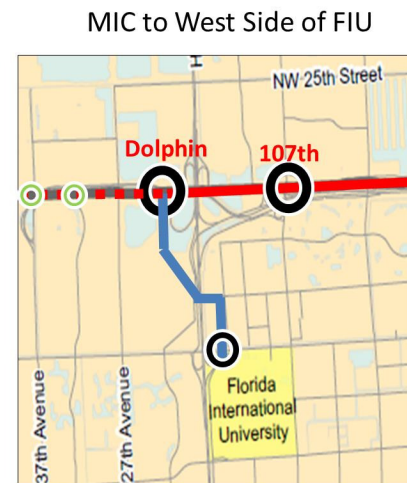 MIC to West Side of FIU
H
NW 25th Street
Dolphin
107th
37th Avenue
27th Avenue
Florida
International
University